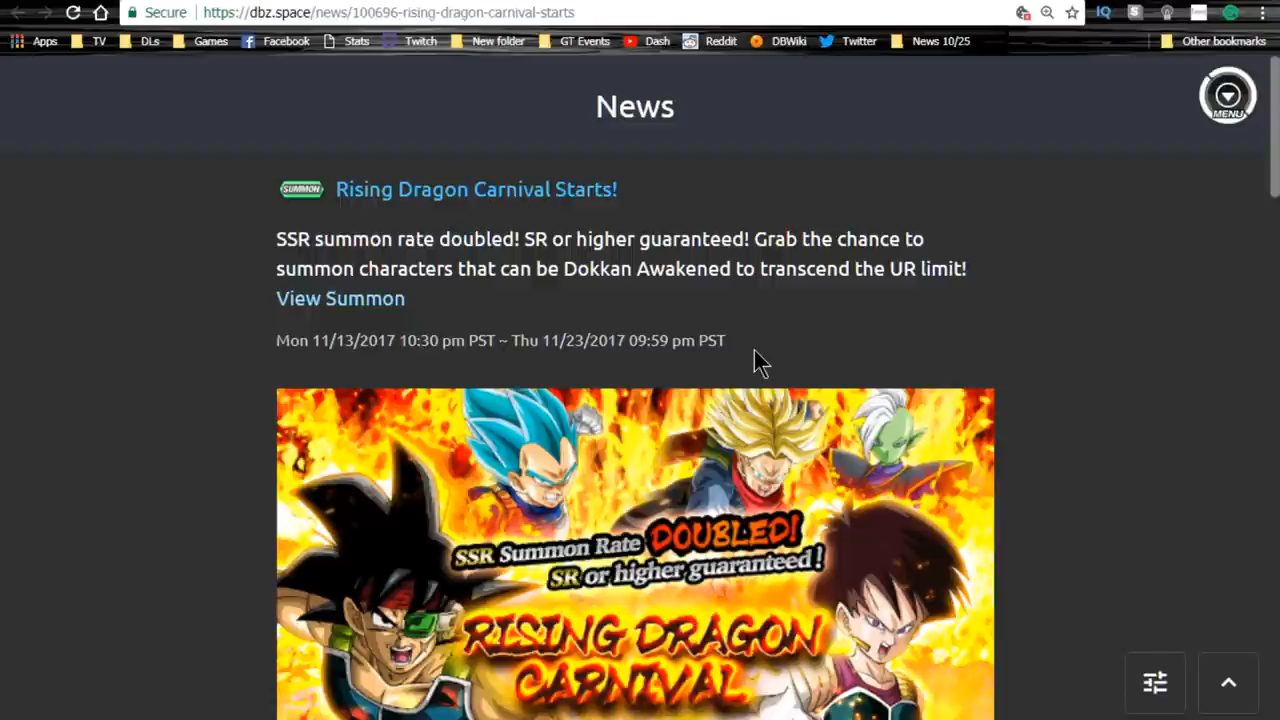 Secure https://dbz.space/news/100696-rising-dragon-carnival-starts
Apps TV DLs Games Facebook Stats Twitch New folder GT Events Dash Reddit DBWiki Twitter News 10/25 Other bookmarks
News
MENU
SUMMON Rising Dragon Carnival Starts!
SSR summon rate doubled! SR or higher guaranteed! Grab the chance to
summon characters that can be Dokkan Awakened to transcend the UR limit!
View Summon
Mon 11/13/2017 10:30 pm PST ~ Thu 11/23/2017 09:59 pm PST
SSR Summon Rate DOUBLED!
SR or higher guaranteed!
RISING DRAGON
CARNIVAL